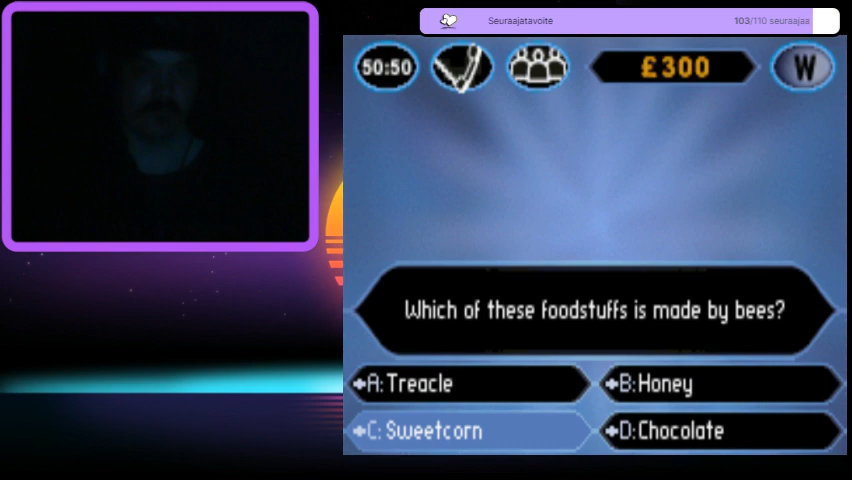 Seuraajatavoite 103/110 seuraajaa
50:50 £300 W
Which of these foodstuffs is made by bees?
A: Treacle B: Honey
C: Sweetcorn D: Chocolate